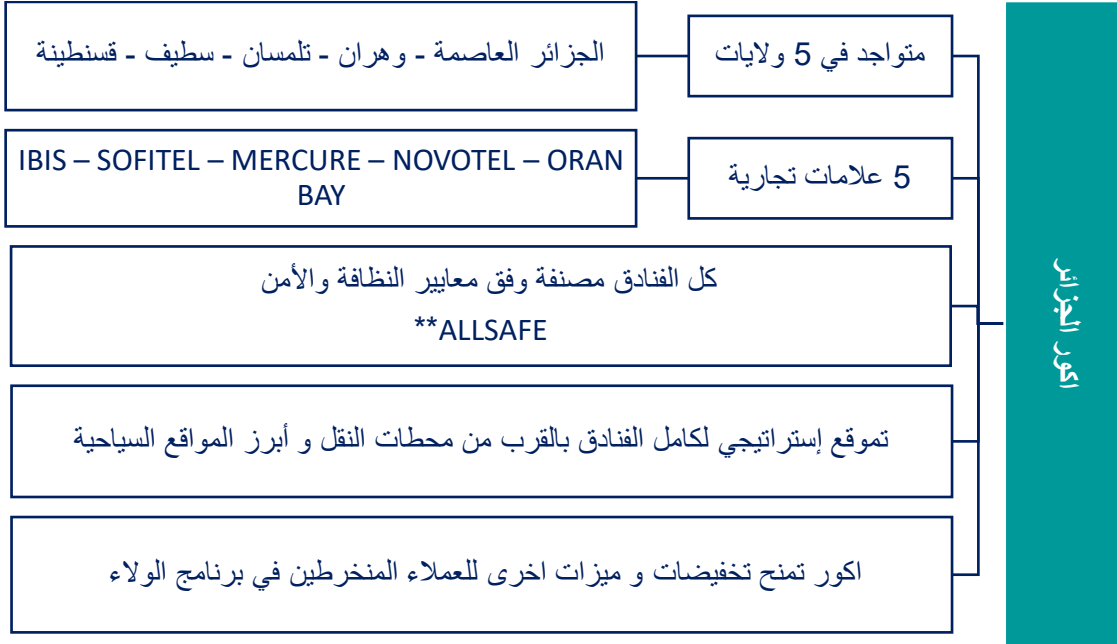 اكور الجزائر
متواجد في 5 ولايات
الجزائر العاصمة - وهران - تلمسان - سطيف - قسنطينة
5 علامات تجارية
IBIS – SOFITEL – MERCURE – NOVOTEL – ORAN
BAY
كل الفنادق مصنفة وفق معايير النظافة والأمن
**ALLSAFE
تموقع إستراتيجي لكامل الفنادق بالقرب من محطات النقل و أبرز المواقع السياحية
اكور تمنح تخفيضات و ميزات اخرى للعملاء المنخرطين في برنامج الولاء